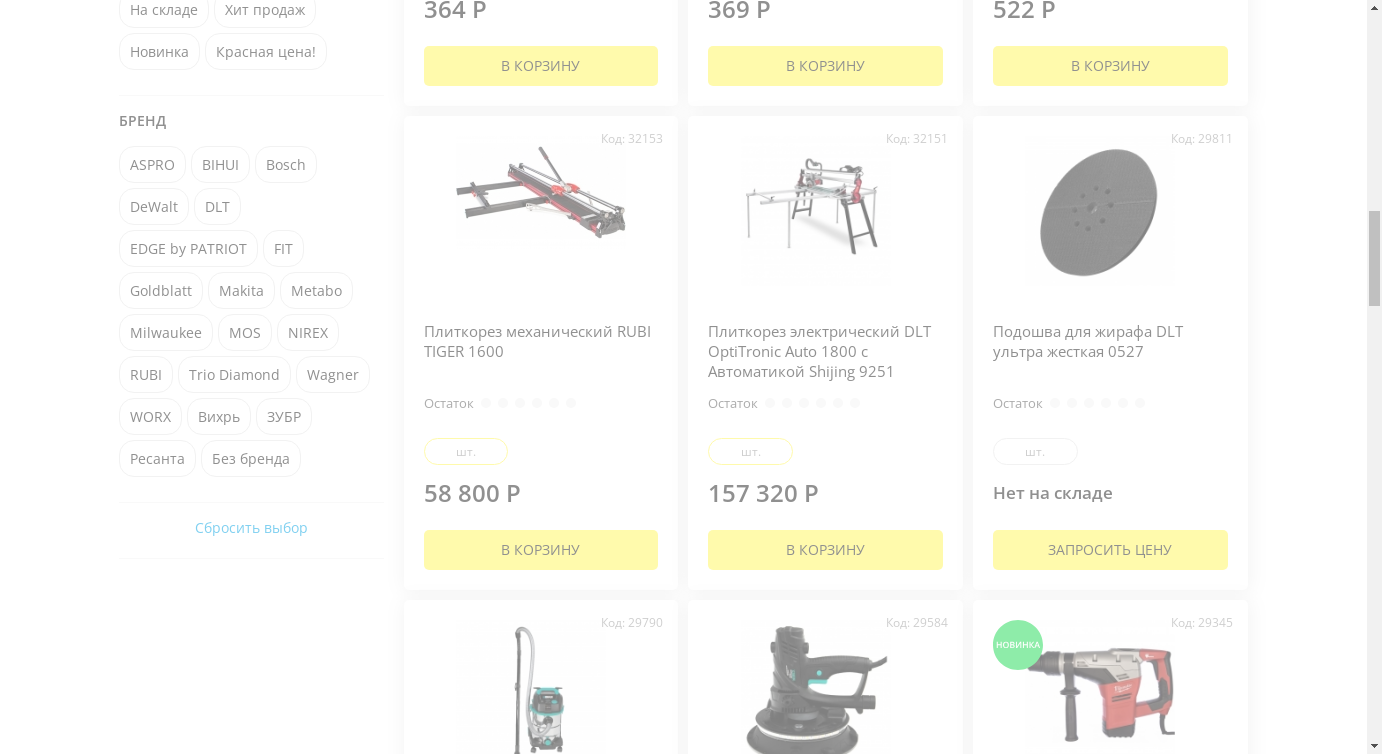 На складе
Хит продаж
Новинка
Красная цена!
БРЕНД
ASPRO
BIHUI
Bosch
DeWalt
DLT
EDGE by PATRIOT
FIT
Goldblatt
Makita
Metabo
Milwaukee
MOS
NIREX
RUBI
Trio Diamond
Wagner
WORX
Вихрь
ЗУБР
Ресанта
Без бренда
Сбросить выбор
364 Р
369 Р
522 Р
В КОРЗИНУ
В КОРЗИНУ
В КОРЗИНУ
Код: 32153
Плиткорез механический RUBI
TIGER 1600
Остаток
шт.
58 800 Р
В КОРЗИНУ
Код: 32151
Плиткорез электрический DLT
OptiTronic Auto 1800 с
Автоматикой Shijing 9251
Остаток
шт.
157 320 Р
В КОРЗИНУ
Код: 29811
Подошва для жирафа DLT
ультра жесткая 0527
Остаток
шт.
Нет на складе
ЗАПРОСИТЬ ЦЕНУ
Код: 29790
Код: 29584
Код: 29345
НОВИНКА